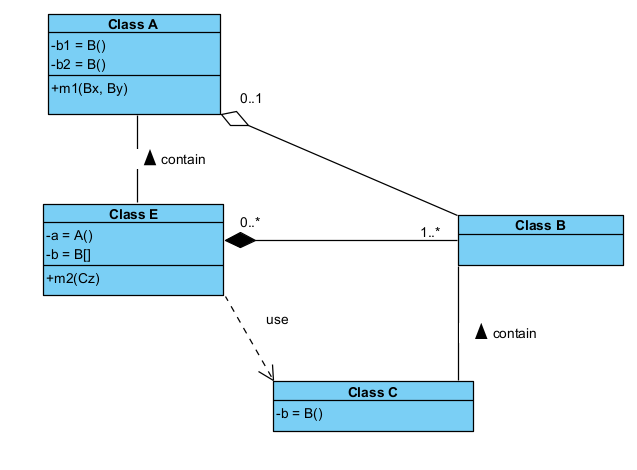 Class A
-b1 = B()
-b2 = B()
+m1(Bx, By)
0..1
contain
Class E
-a = A()
-b = B[]
+m2(Cz)
0..*
1..*
Class B
use
contain
Class C
-b = B()